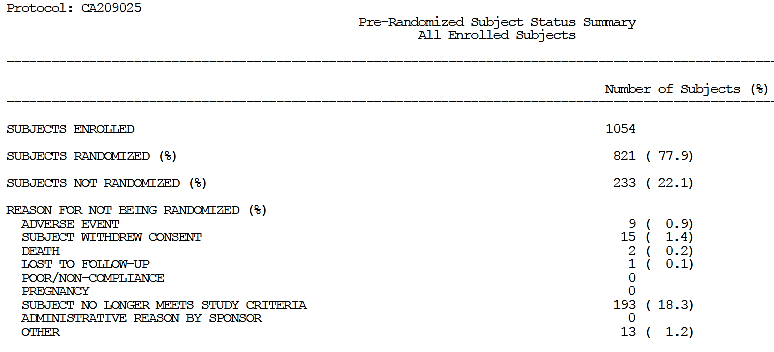 Protocol: CA209025
Pre-Randomized Subject Status Summary
All Enrolled Subjects
Number of Subjects (%)
SUBJECTS ENROLLED 1054
SUBJECTS RANDOMIZED (%) 821 ( 77.9)
SUBJECTS NOT RANDOMIZED (%) 233 ( 22.1)
REASON FOR NOT BEING RANDOMIZED (%)
ADVERSE EVENT 9 ( 0.9)
SUBJECT WITHDREW CONSENT 15 ( 1.4)
DEATH 2 ( 0.2)
LOST TO FOLLOW-UP 1 ( 0.1)
POOR/NON-COMPLIANCE 0
PREGNANCY 0
SUBJECT NO LONGER MEETS STUDY CRITERIA 193 ( 18.3)
ADMINISTRATIVE REASON BY SPONSOR 0
OTHER 13 ( 1.2)